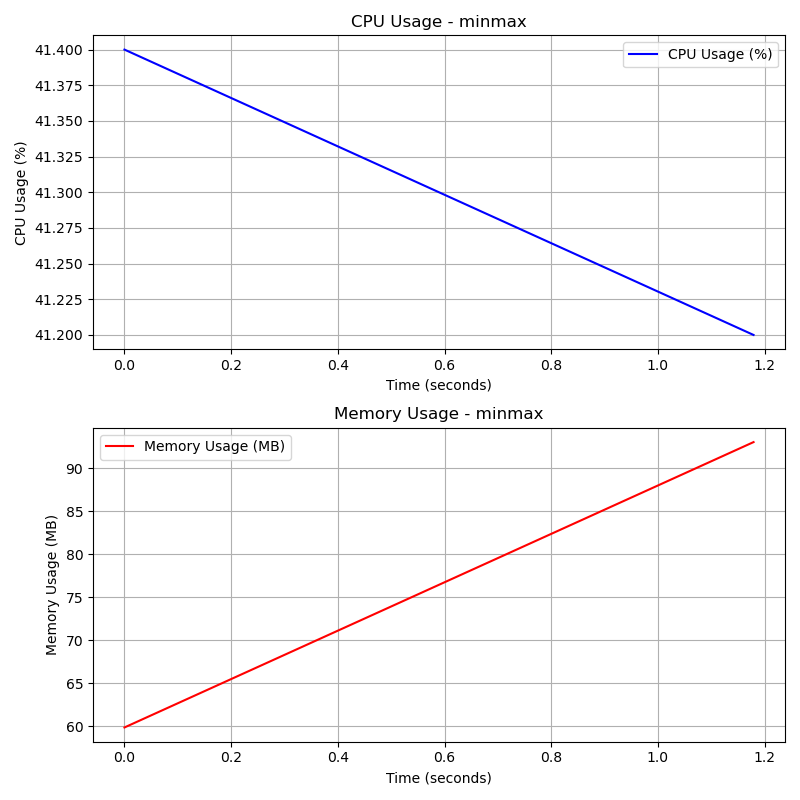 CPU Usage - minmax
CPU Usage (%)
CPU Usage (%)
41.400
41.375
41.350
41.325
41.300
41.275
41.250
41.225
41.200
0.0 0.2 0.4 0.6 0.8 1.0 1.2
Time (seconds)
Memory Usage - minmax
Memory Usage (MB)
Memory Usage (MB)
90
85
80
75
70
65
60
0.0 0.2 0.4 0.6 0.8 1.0 1.2
Time (seconds)